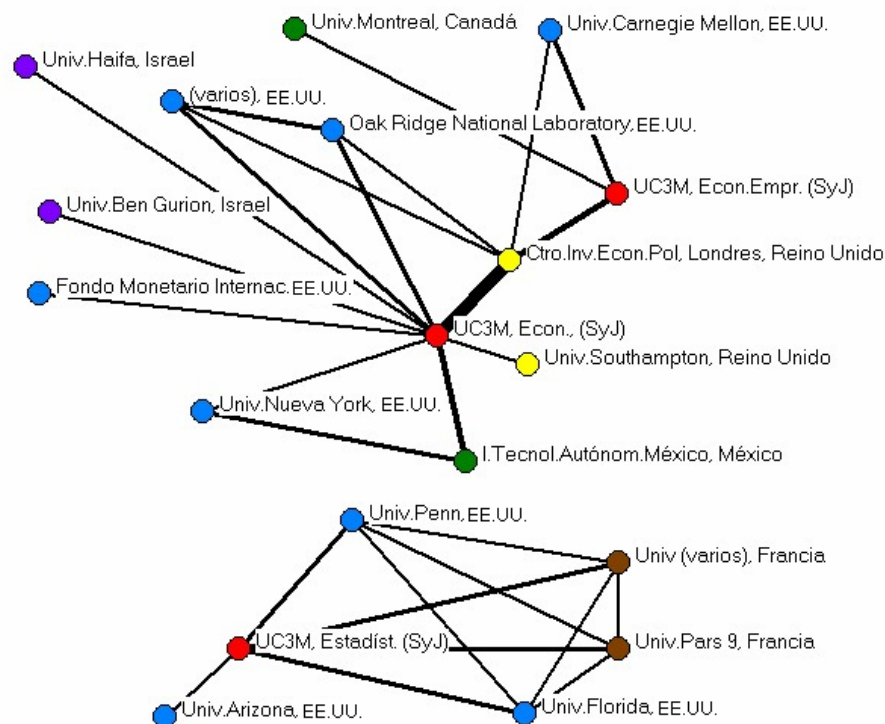 Univ.Montreal, Canadá
Univ.Carnegie Mellon, EE.UU.
Univ.Haifa, Israel
(varios), EE.UU.
Oak Ridge National Laboratory, EE.UU.
UC3M, Econ.Empr. (SyJ)
Univ.Ben Gurion, Israel
Ctro.Inv.Econ.Pol, Londres, Reino Unido
Fondo Monetario Internac. EE.UU.
UC3M, Econ., (SyJ)
Univ.Southampton, Reino Unido
Univ.Nueva York, EE.UU.
I.Tecnol.Autónom.México, México
Univ.Penn, EE.UU.
Univ (varios), Francia
UC3M, Estadíst. (SyJ)
Univ.Pars 9, Francia
Univ.Arizona, EE.UU.
Univ.Florida, EE.UU.